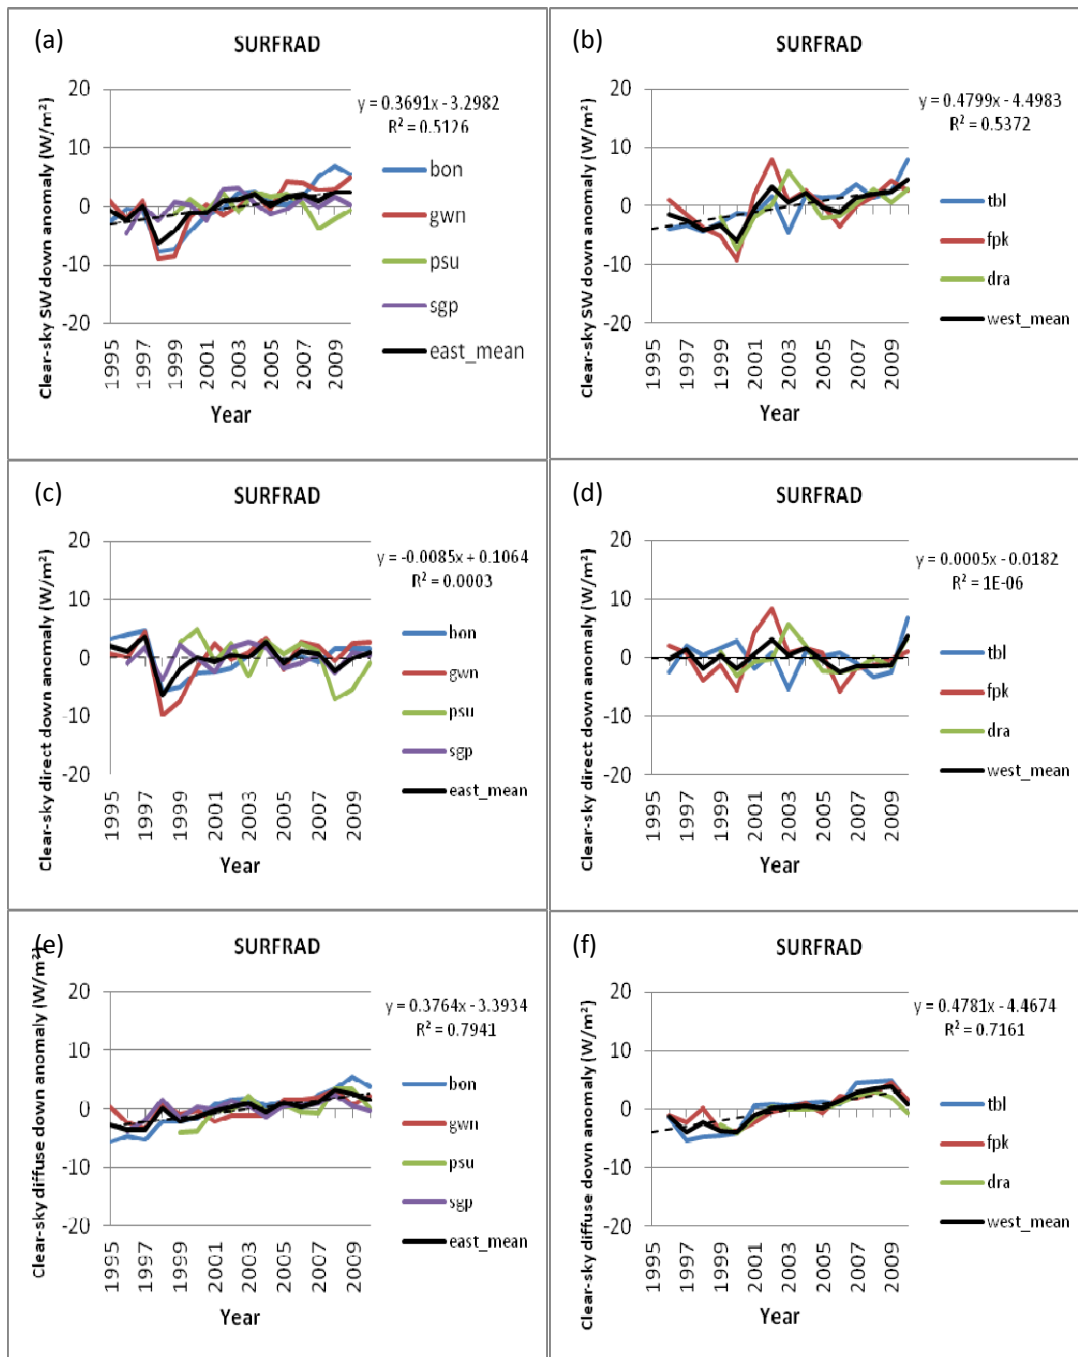 (a)
SURFRAD
Clear-sky SW down anomaly (W/m²)
20
10
0
-10
-20
y = 0.3691x - 3.2982
R² = 0.5126
bon
gwn
psu
sgp
east_mean
1995
1997
1999
2001
2003
2005
2007
2009
Year
(b)
SURFRAD
Clear-sky SW down anomaly (W/m²)
20
10
0
-10
-20
y = 0.4799x - 4.4983
R² = 0.5372
tbl
fpk
dra
west_mean
1995
1997
1999
2001
2003
2005
2007
2009
Year
(c)
SURFRAD
Clear-sky direct down anomaly (W/m²)
20
10
0
-10
-20
y = -0.0085x + 0.1064
R² = 0.0003
bon
gwn
psu
sgp
east_mean
1995
1997
1999
2001
2003
2005
2007
2009
Year
(d)
SURFRAD
Clear-sky direct down anomaly (W/m²)
20
10
0
-10
-20
y = 0.0005x - 0.0182
R² = 1E-06
tbl
fpk
dra
west_mean
1995
1997
1999
2001
2003
2005
2007
2009
Year
(e)
SURFRAD
Clear-sky diffuse down anomaly (W/m²)
20
10
0
-10
-20
y = 0.3764x - 3.3934
R² = 0.7941
bon
gwn
psu
sgp
east_mean
1995
1997
1999
2001
2003
2005
2007
2009
Year
(f)
SURFRAD
Clear-sky diffuse down anomaly (W/m²)
20
10
0
-10
-20
y = 0.4781x - 4.4674
R² = 0.7161
tbl
fpk
dra
west_mean
1995
1997
1999
2001
2003
2005
2007
2009
Year